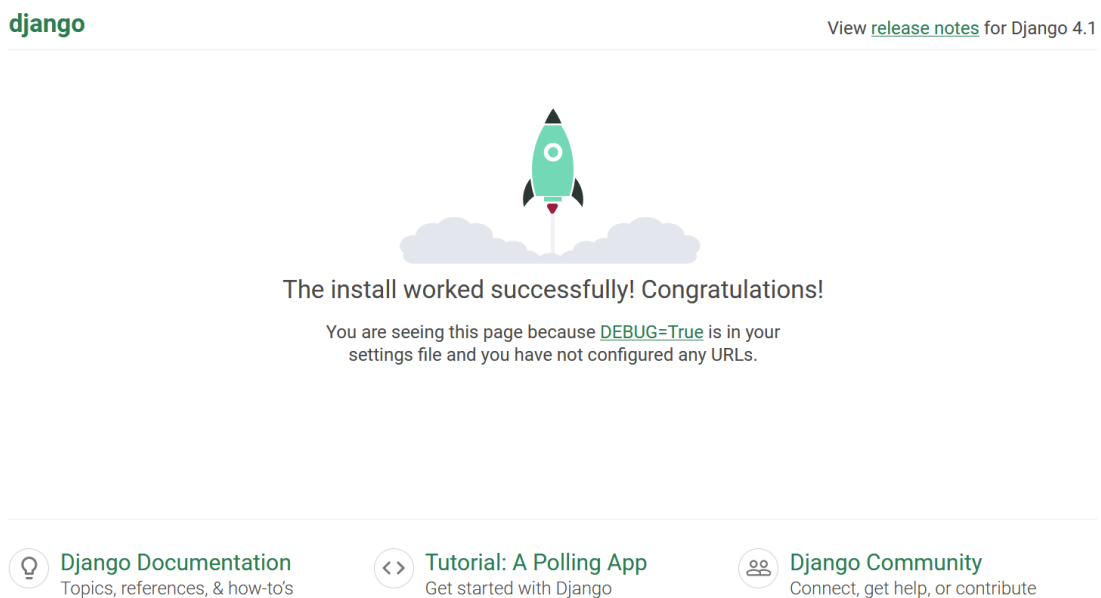 django
View release notes for Django 4.1
The install worked successfully! Congratulations!
You are seeing this page because DEBUG=True is in your
settings file and you have not configured any URLs.
Django Documentation
Topics, references, & how-to’s
Tutorial: A Polling App
Get started with Django
Django Community
Connect, get help, or contribute